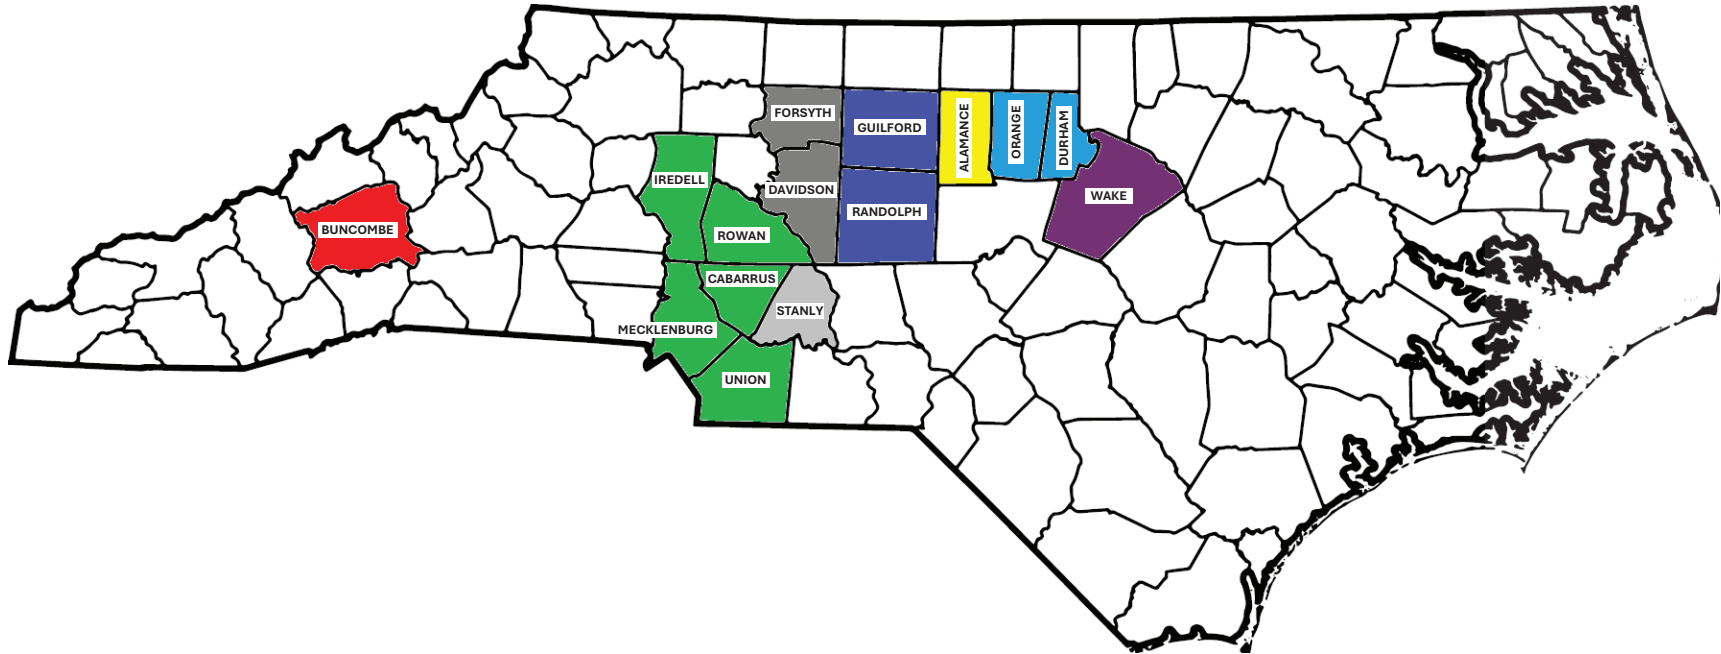 FORSYTH
GUILFORD
ALAMANCE
ORANGE
DURHAM
IREDELL
DAVIDSON
WAKE
RANDOLPH
BUNCOMBE
ROWAN
CABARRUS
STANLY
MECKLENBURG
UNION